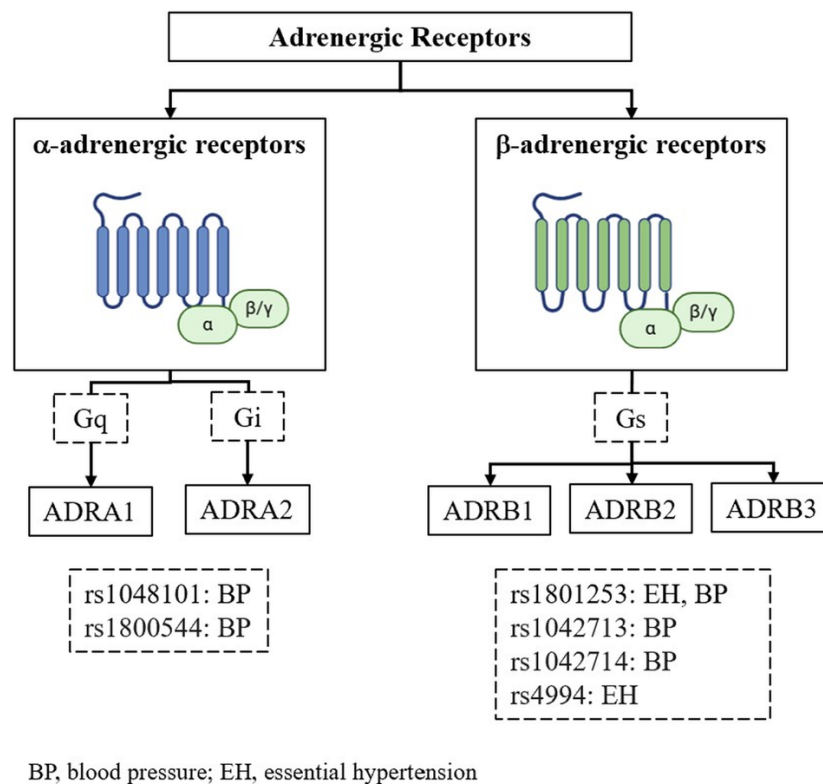 Adrenergic Receptors
α-adrenergic receptors
β/γ
α
β-adrenergic receptors
β/γ
α
Gq
Gi
Gs
ADRA1
ADRA2
ADRB1
ADRB2
ADRB3
rs1048101: BP
rs1800544: BP
rs1801253: EH, BP
rs1042713: BP
rs1042714: BP
rs4994: EH
BP, blood pressure; EH, essential hypertension